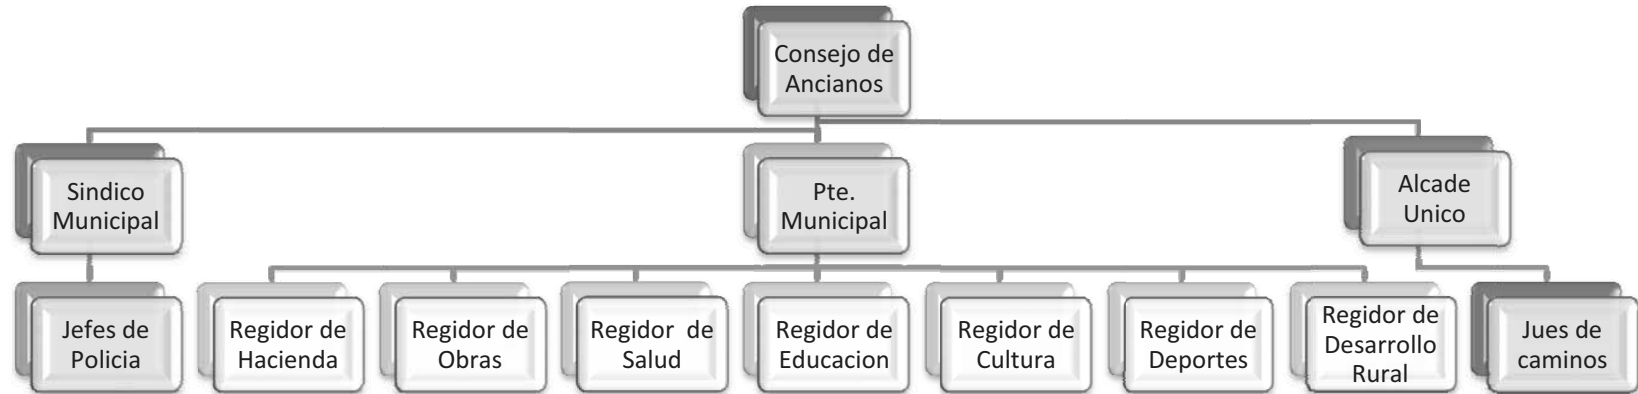 Consejo de
Ancianos
Sindico
Municipal
Pte.
Municipal
Alcade
Unico
Jefes de
Policia
Regidor de
Hacienda
Regidor de
Obras
Regidor de
Salud
Regidor de
Educacion
Regidor de
Cultura
Regidor de
Deportes
Regidor de
Desarrollo
Rural
Jues de
caminos